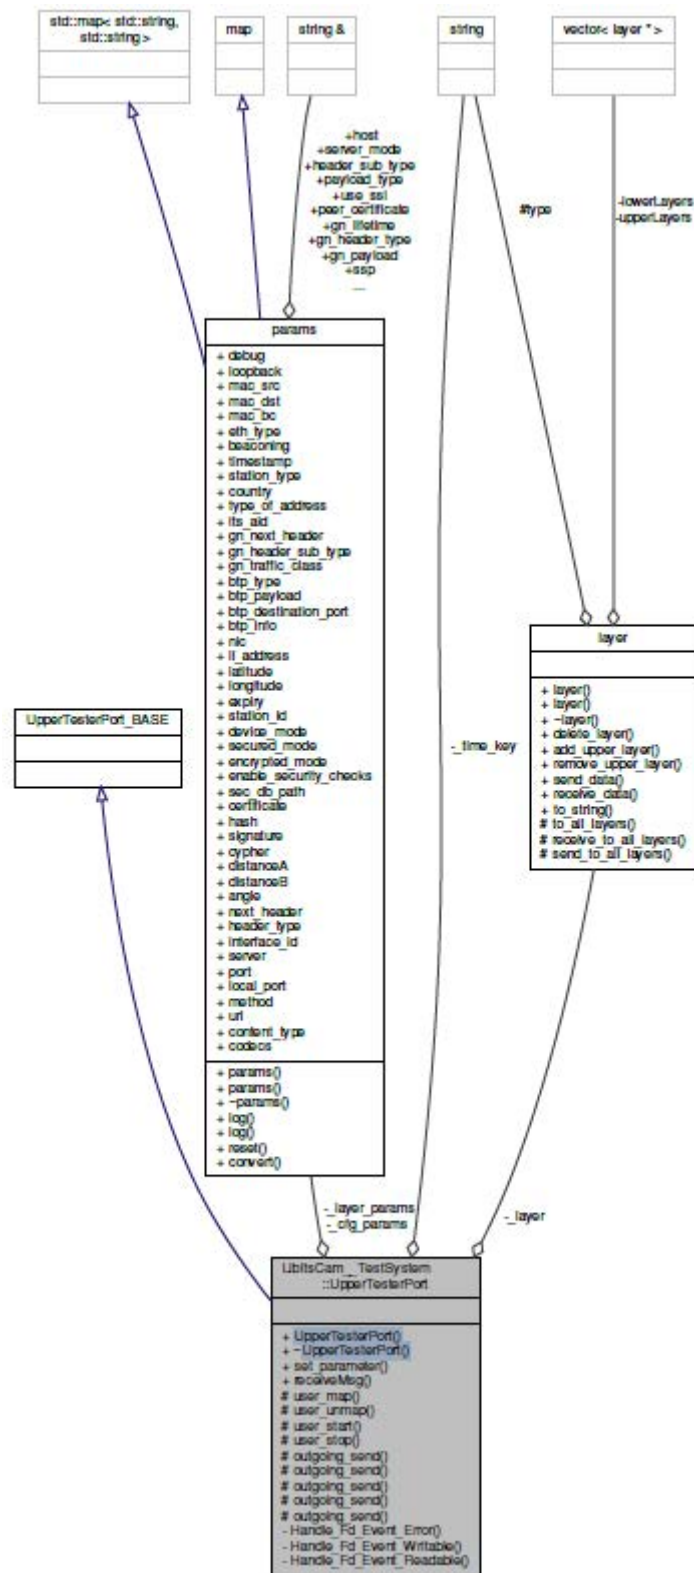 std::map< std::string,
std::string >
map
string &
string
vector< layer * >
+host
+server_mode
+header_sub_type
+payload_type
+use_ssl
+peer_certificate
+gn_lifetime
+gn_header_type
+gn_payload
+ssp
...
#type
-lowerLayers
-upperLayers
params
+ debug
+ loopback
+ mac_src
+ mac_dst
+ mac_bc
+ eth_type
+ beaconing
+ timestamp
+ station_type
+ country
+ type_of_address
+ its_aid
+ gn_next_header
+ gn_header_sub_type
+ gn_traffic_class
+ btp_type
+ btp_payload
+ btp_destination_port
+ btp_info
+ nic
+ ll_address
+ latitude
+ longitude
+ expiry
+ station_id
+ device_mode
+ secured_mode
+ encrypted_mode
+ enable_security_checks
+ sec_db_path
+ certificate
+ hash
+ signature
+ cypher
+ distanceA
+ distanceB
+ angle
+ next_header
+ header_type
+ interface_id
+ server
+ port
+ local_port
+ method
+ uri
+ content_type
+ codecs
+ params()
+ params()
+ ~params()
+ log()
+ log()
+ reset()
+ convert()
layer
+ layer()
+ layer()
+ ~layer()
+ delete_layer()
+ add_upper_layer()
+ remove_upper_layer()
+ send_data()
+ receive_data()
+ to_string()
# to_all_layers()
# receive_to_all_layers()
# send_to_all_layers()
UpperTesterPort_BASE
-_time_key
-_layer_params
-_cfg_params
-_layer
LibItsCam__TestSystem
::UpperTesterPort
+ UpperTesterPort()
+ ~UpperTesterPort()
+ set_parameter()
+ receiveMsg()
# user_map()
# user_unmap()
# user_start()
# user_stop()
# outgoing_send()
# outgoing_send()
# outgoing_send()
# outgoing_send()
# outgoing_send()
- Handle_Fd_Event_Error()
- Handle_Fd_Event_Writable()
- Handle_Fd_Event_Readable()